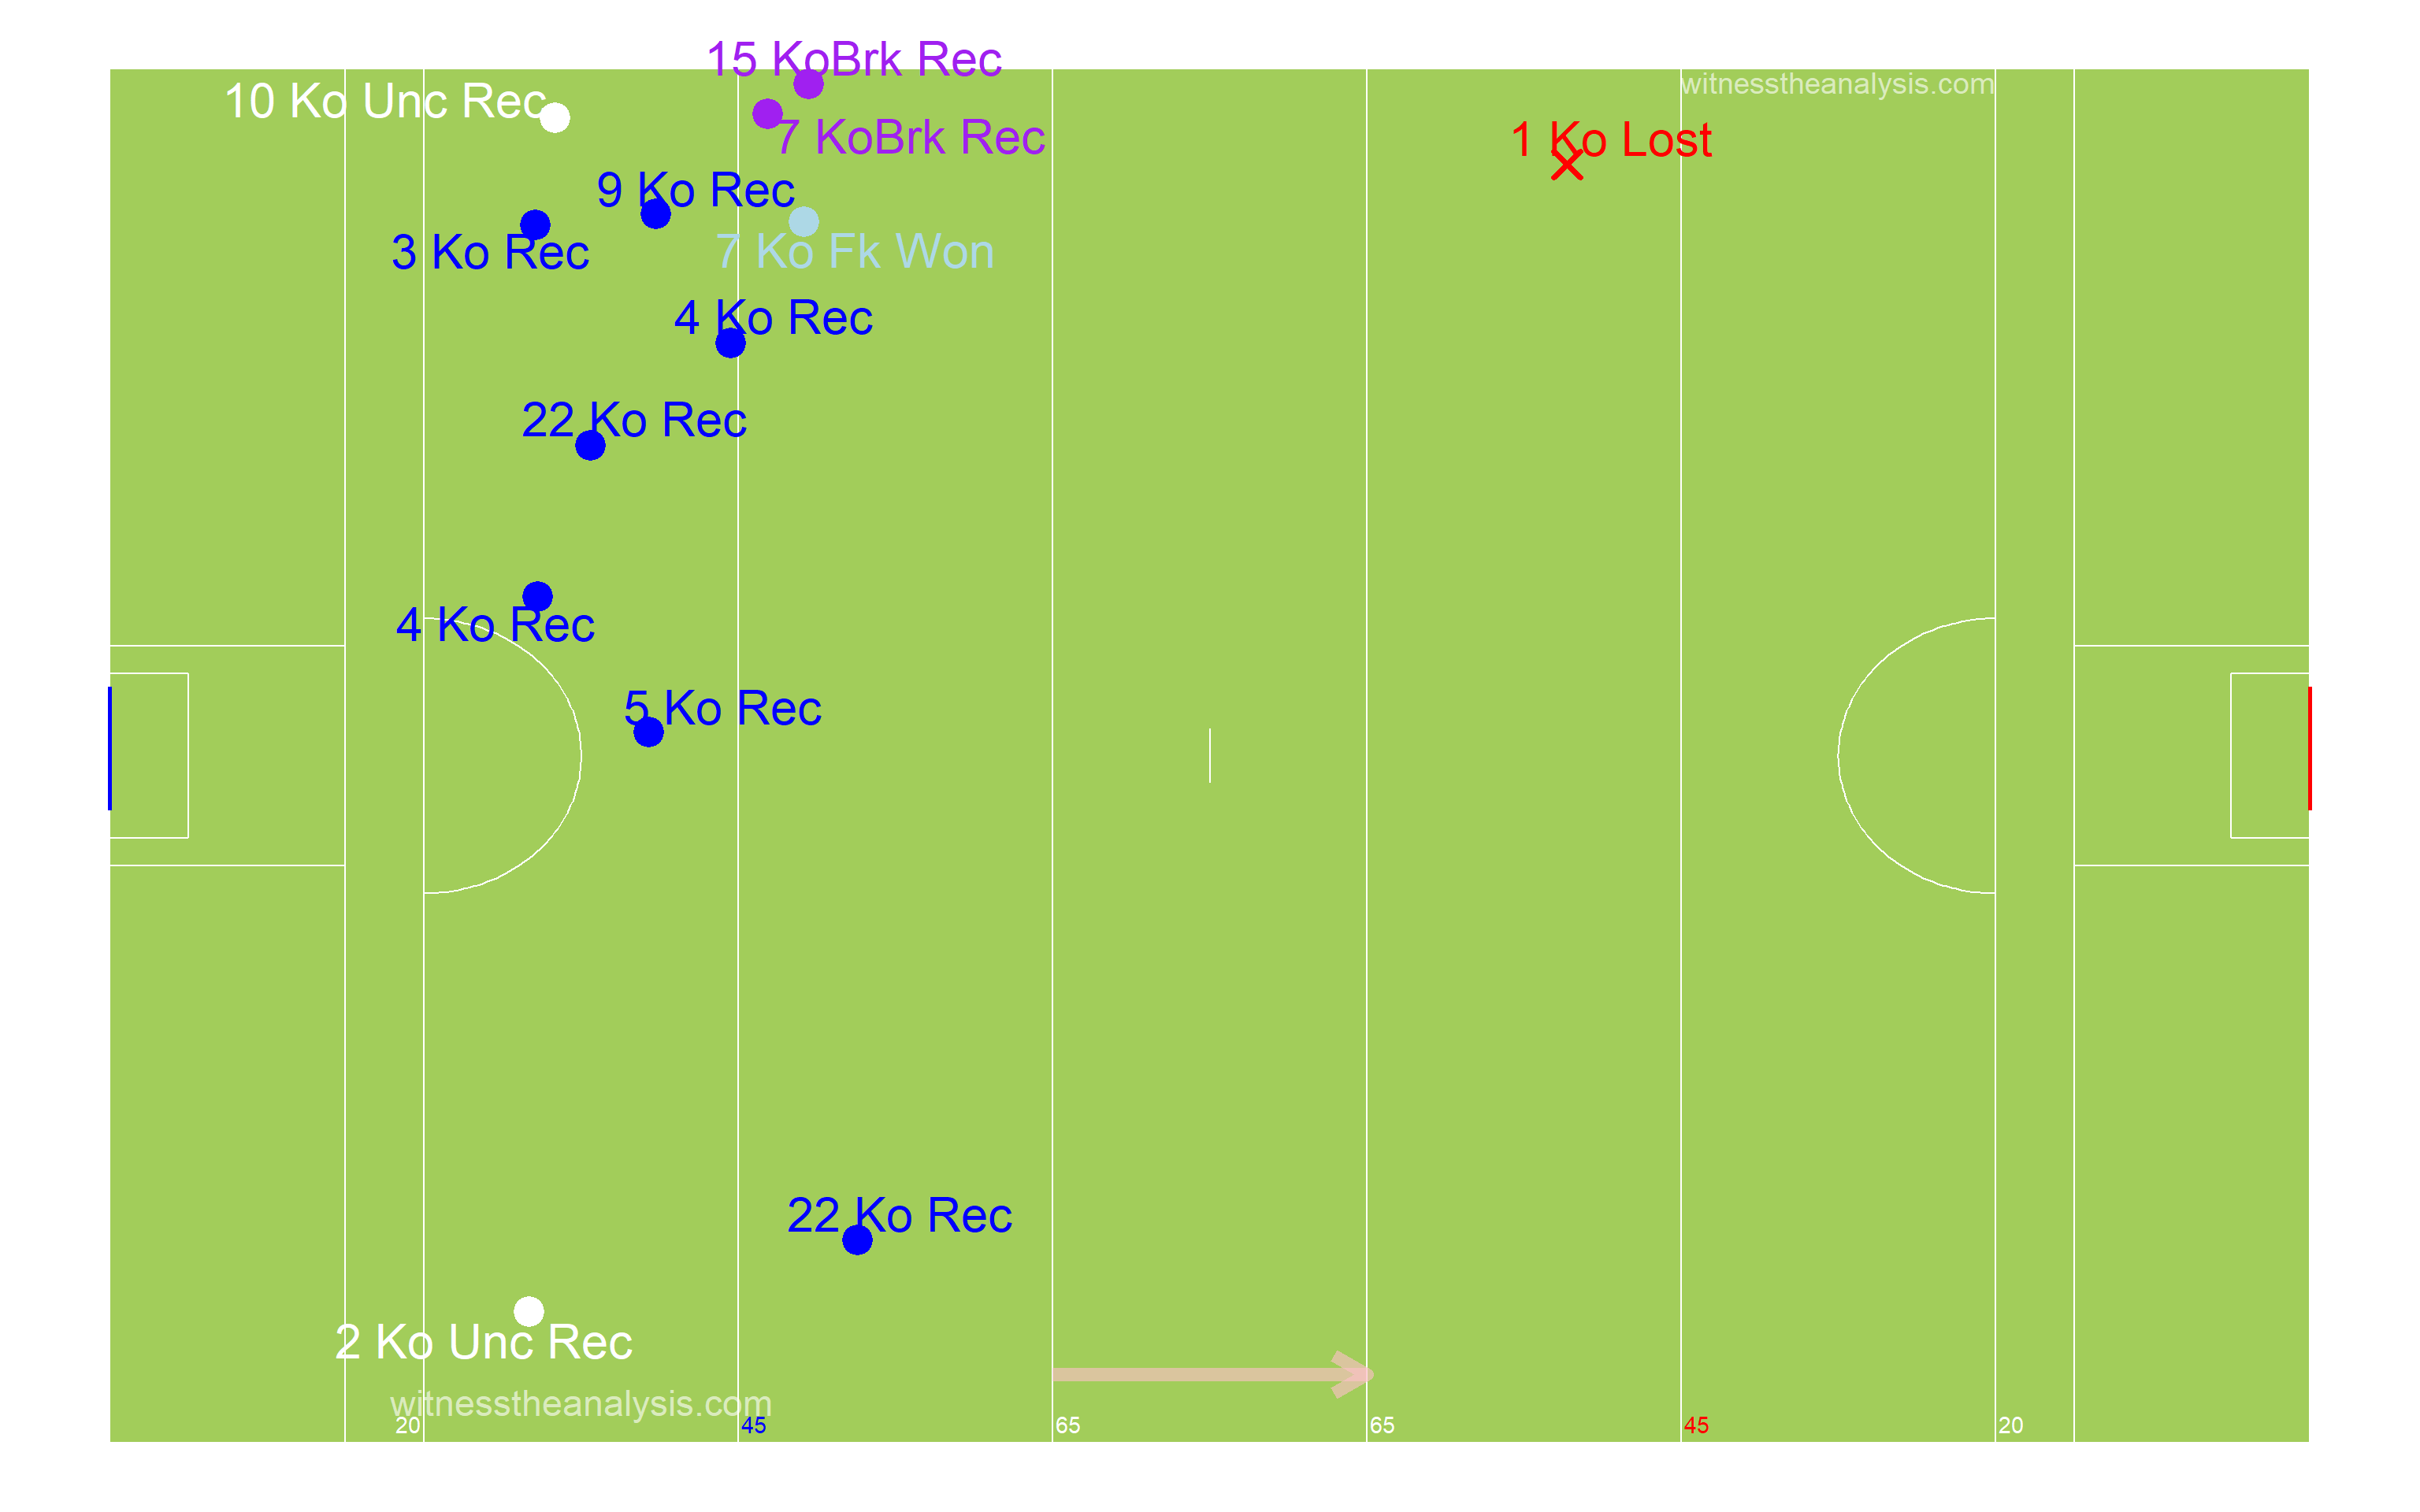 15 KoBrk Rec
witnesstheanalysis.com
10 Ko Unc Rec
7 KoBrk Rec
1 Ko Lost
9 Ko Rec
3 Ko Rec
7 Ko Fk Won
4 Ko Rec
22 Ko Rec
4 Ko Rec
5 Ko Rec
22 Ko Rec
2 Ko Unc Rec
witnesstheanalysis.com
20 45 65 65 45 20